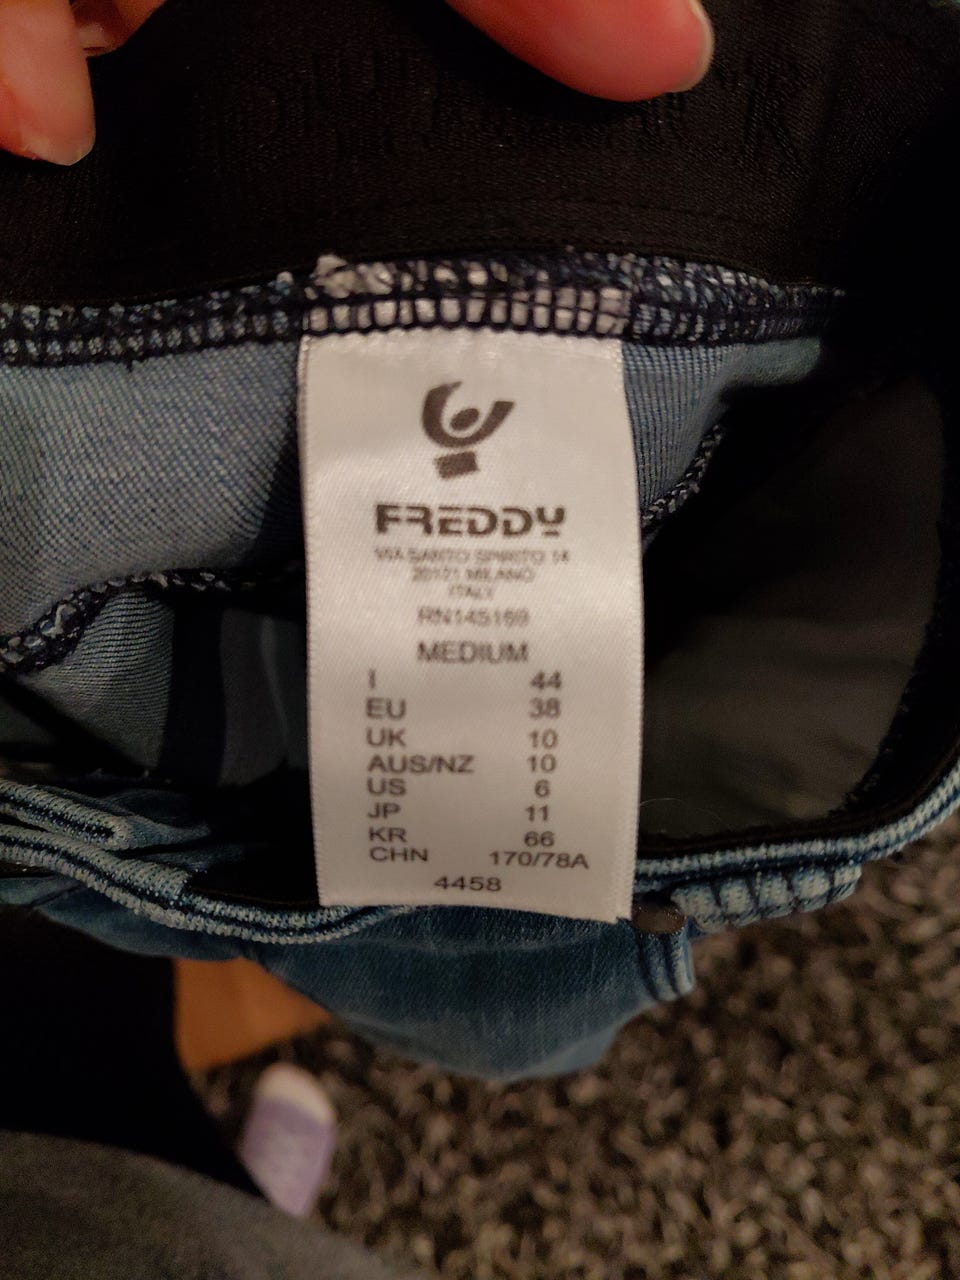 FREDDY
VIA SANTO SPIRITO 14
20121 MILANO
ITALY
RN145169
MEDIUM
I 44
EU 38
UK 10
AUS/NZ 10
US 6
JP 11
KR 66
CHN 170/78A
4458